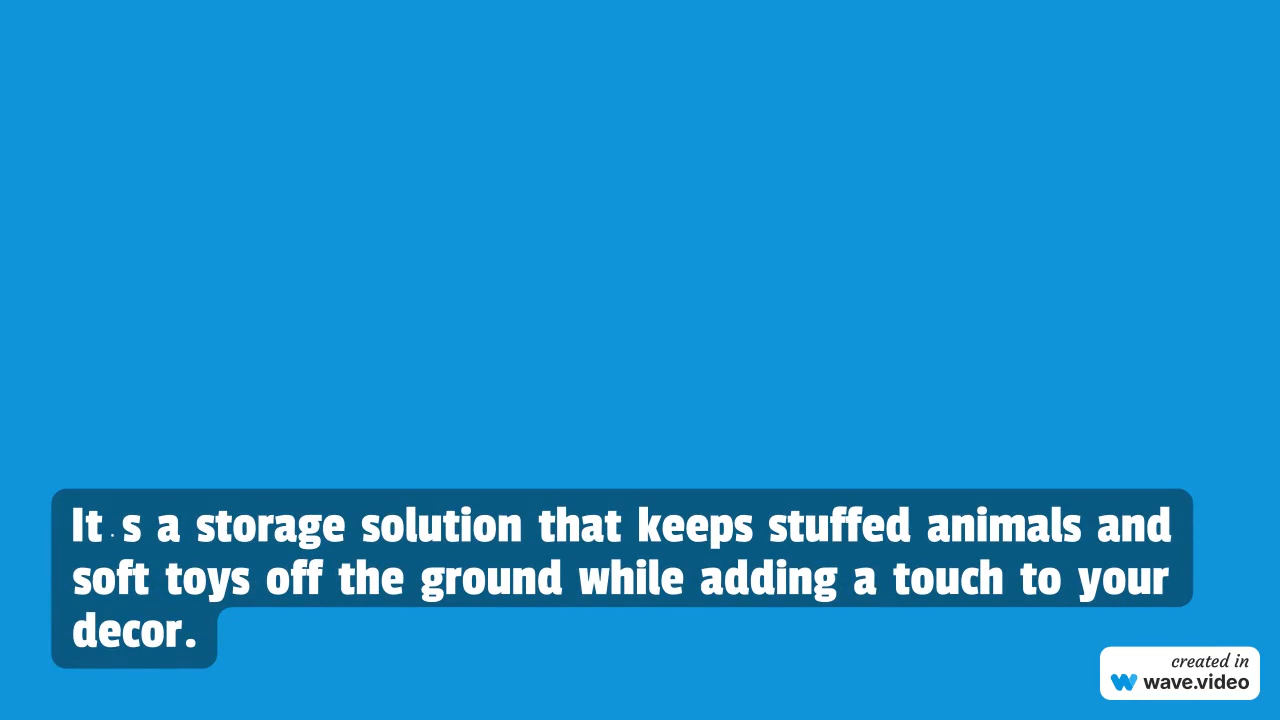 It . s a storage solution that keeps stuffed animals and
soft toys off the ground while adding a touch to your
decor.
created in
wave.video